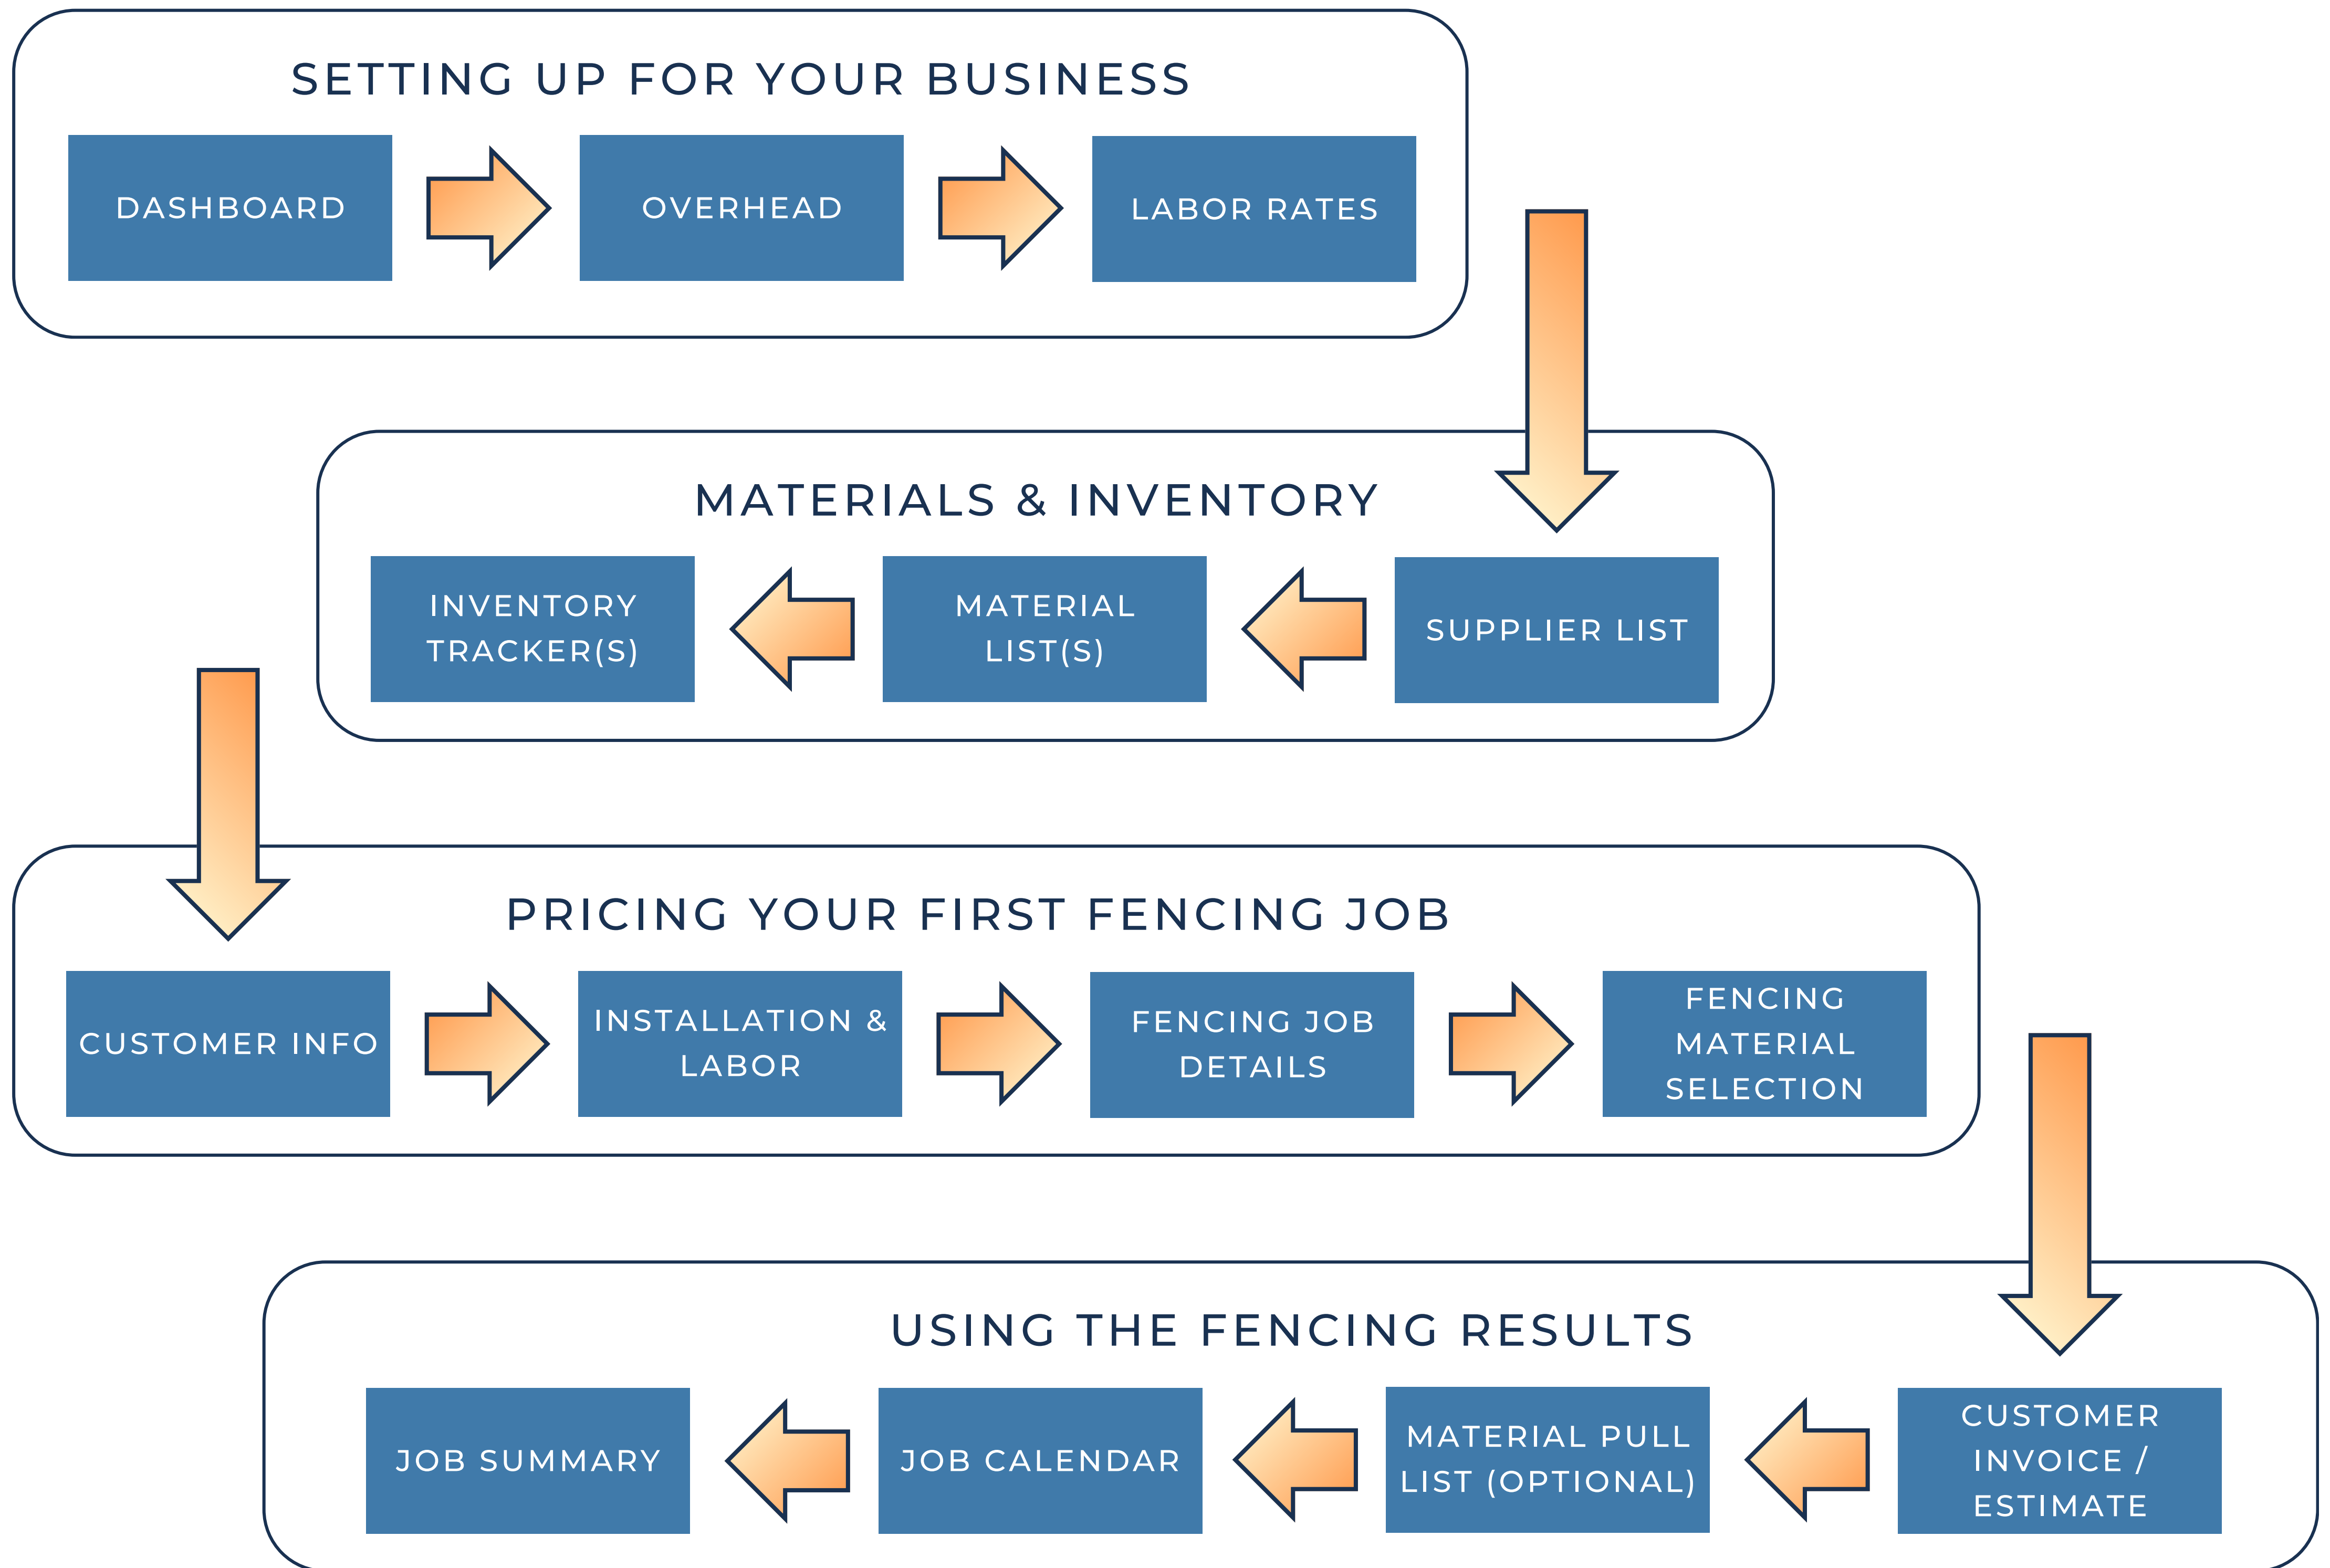 SETTING UP FOR YOUR BUSINESS
DASHBOARD
OVERHEAD
LABOR RATES
MATERIALS & INVENTORY
INVENTORY
TRACKER(S)
MATERIAL
LIST(S)
SUPPLIER LIST
PRICING YOUR FIRST FENCING JOB
CUSTOMER INFO
INSTALLATION &
LABOR
FENCING JOB
DETAILS
FENCING
MATERIAL
SELECTION
USING THE FENCING RESULTS
JOB SUMMARY
JOB CALENDAR
MATERIAL PULL
LIST (OPTIONAL)
CUSTOMER
INVOICE /
ESTIMATE